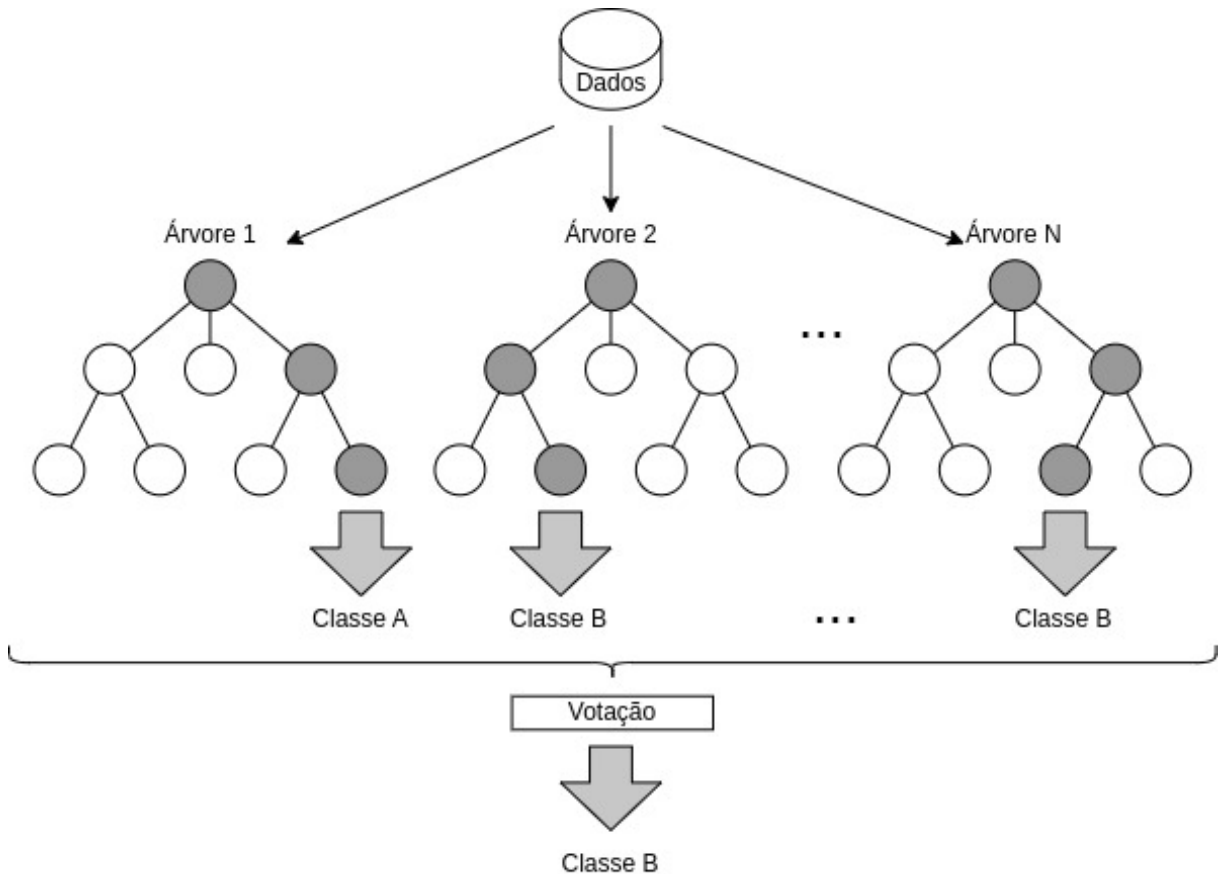 Dados
Árvore 1
Árvore 2
Árvore N
...
Classe A
Classe B
...
Classe B
Votação
Classe B